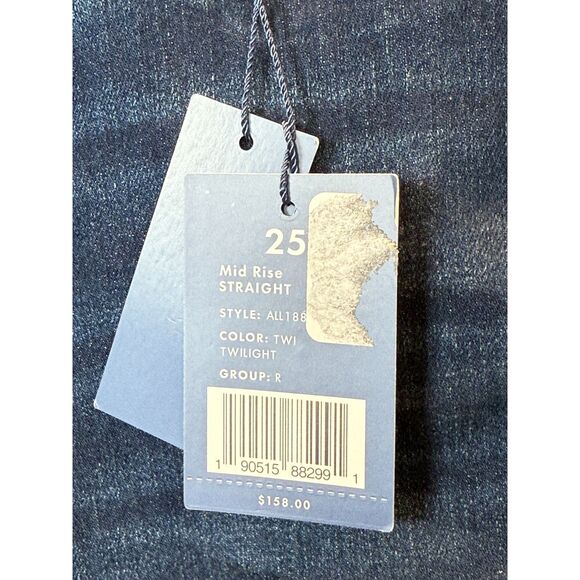 25
Mid Rise
STRAIGHT
STYLE: ALL188
COLOR: TWI
TWILIGHT
GROUP: R
1 90515 88299 1
$158.00